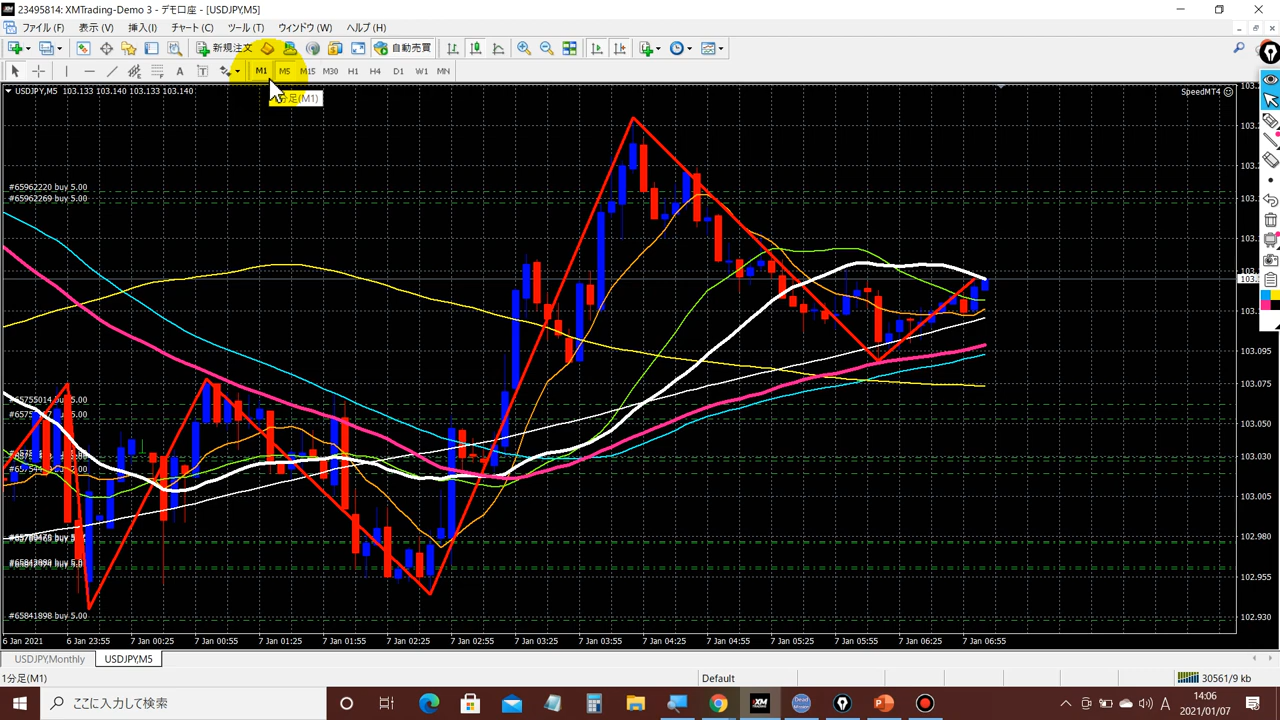 23495814: XMTrading-Demo 3 - デモ口座 - [USDJPY,M5]
ファイル (F) 表示 (V) 挿入(I) チャート (C) ツール (T) ウィンドウ (W) ヘルプ (H)
新規注文 自動売買
A T M1 M5 M15 M30 H1 H4 D1 W1 MN
USDJPY,M5 103.133 103.140 103.133 103.140
分足(M1)
SpeedMT4
#65962220 buy 5.00
#65962269 buy 5.00
103.095
103.075
103.050
103.030
103.005
102.980
102.955
#65841898 buy 5.00
102.930
6 Jan 2021 6 Jan 23:55 7 Jan 00:25 7 Jan 00:55 7 Jan 01:25 7 Jan 01:55 7 Jan 02:25 7 Jan 02:55 7 Jan 03:25 7 Jan 03:55 7 Jan 04:25 7 Jan 04:55 7 Jan 05:25 7 Jan 05:55 7 Jan 06:25 7 Jan 06:55
USDJPY,Monthly USDJPY,M5
1分足(M1) Default 30561/9 kb
ここに入力して検索
A 14:06
2021/01/07